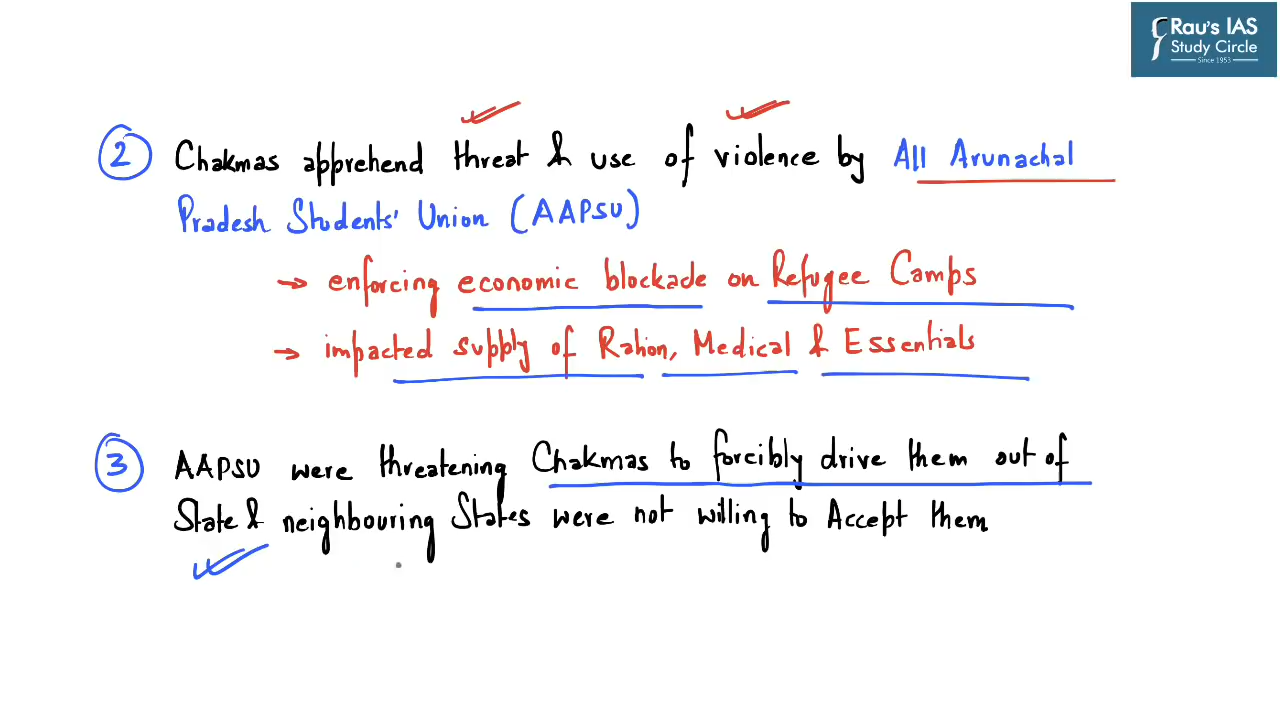 Rau's IAS
Study Circle
Since 1953
2 Chakmas apprehend threat & use of violence by All Arunachal
Pradesh Students' Union (AAPSU)
→ enforcing economic blockade on Refugee Camps
→ impacted supply of Ration, Medical & Essentials
3 AAPSU were threatening Chakmas to forcibly drive them out of
State & neighbouring States were not willing to Accept them